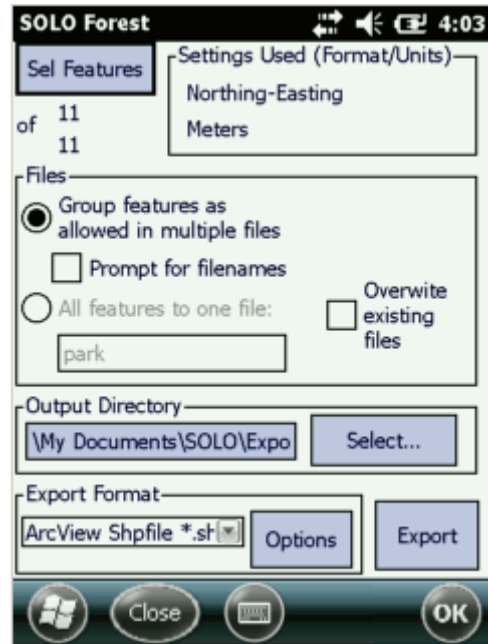 SOLO Forest 4:03
Sel Features
Settings Used (Format/Units)
Northing-Easting
Meters
11
of
11
Files
Group features as
allowed in multiple files
Prompt for filenames
All features to one file:
park
Overwite
existing
files
Output Directory
\My Documents\SOLO\Expo
Select...
Export Format
ArcView Shpfile *.sh
Options
Export
Close
OK